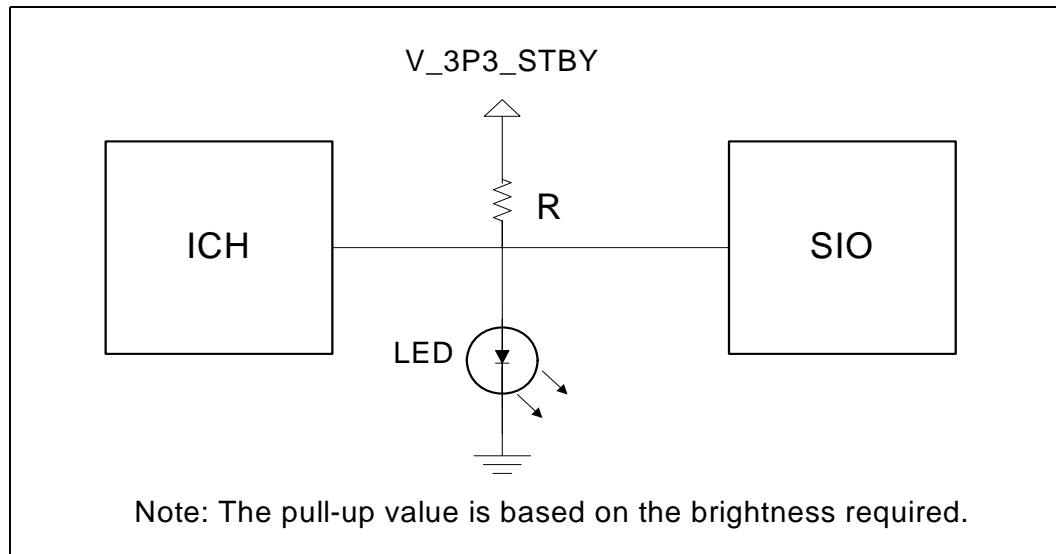 V_3P3_STBY
R
ICH
SIO
LED
Note: The pull-up value is based on the brightness required.